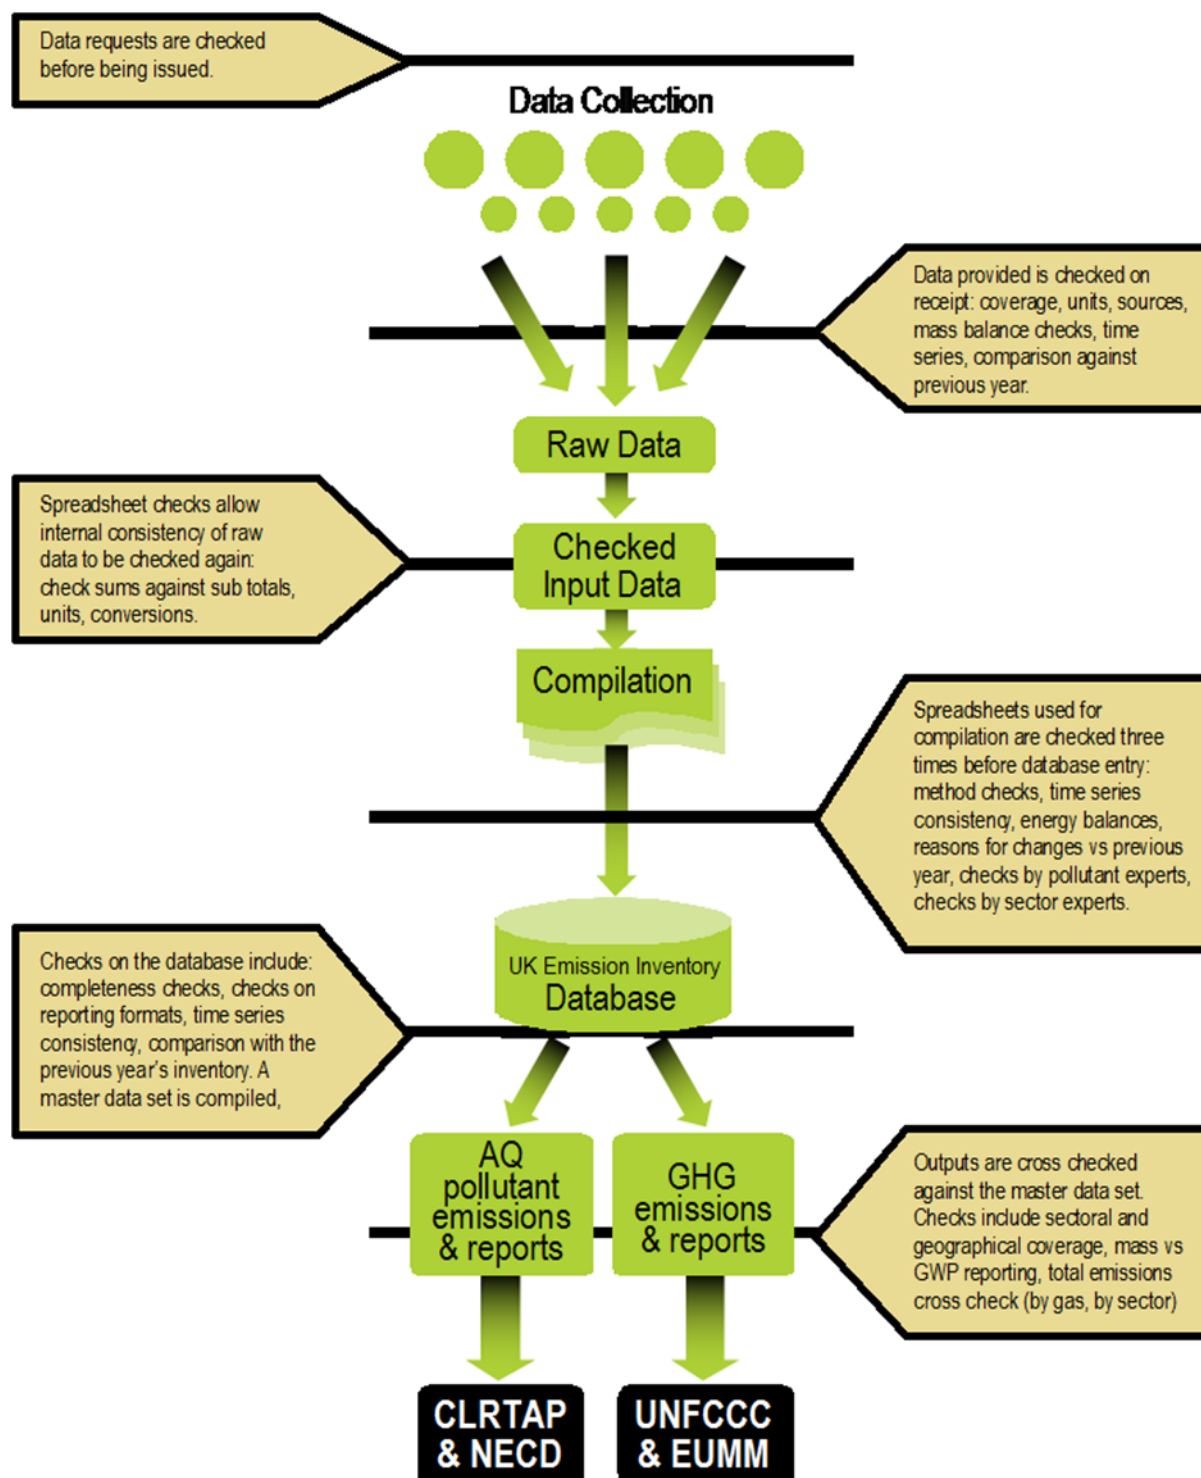 Data requests are checked
before being issued.
Data Collection
Data provided is checked on
receipt: coverage, units, sources,
mass balance checks, time
series, comparison against
previous year.
Raw Data
Spreadsheet checks allow
internal consistency of raw
data to be checked again:
check sums against sub totals,
units, conversions.
Checked
Input Data
Compilation
Spreadsheets used for
compilation are checked three
times before database entry:
method checks, time series
consistency, energy balances,
reasons for changes vs previous
year, checks by pollutant experts,
checks by sector experts.
UK Emission Inventory
Database
Checks on the database include:
completeness checks, checks on
reporting formats, time series
consistency, comparison with the
previous year's inventory. A
master data set is compiled,
AQ
pollutant
emissions
& reports
GHG
emissions
& reports
Outputs are cross checked
against the master data set.
Checks include sectoral and
geographical coverage, mass vs
GWP reporting, total emissions
cross check (by gas, by sector)
CLRTAP
& NECD
UNFCCC
& EUMM